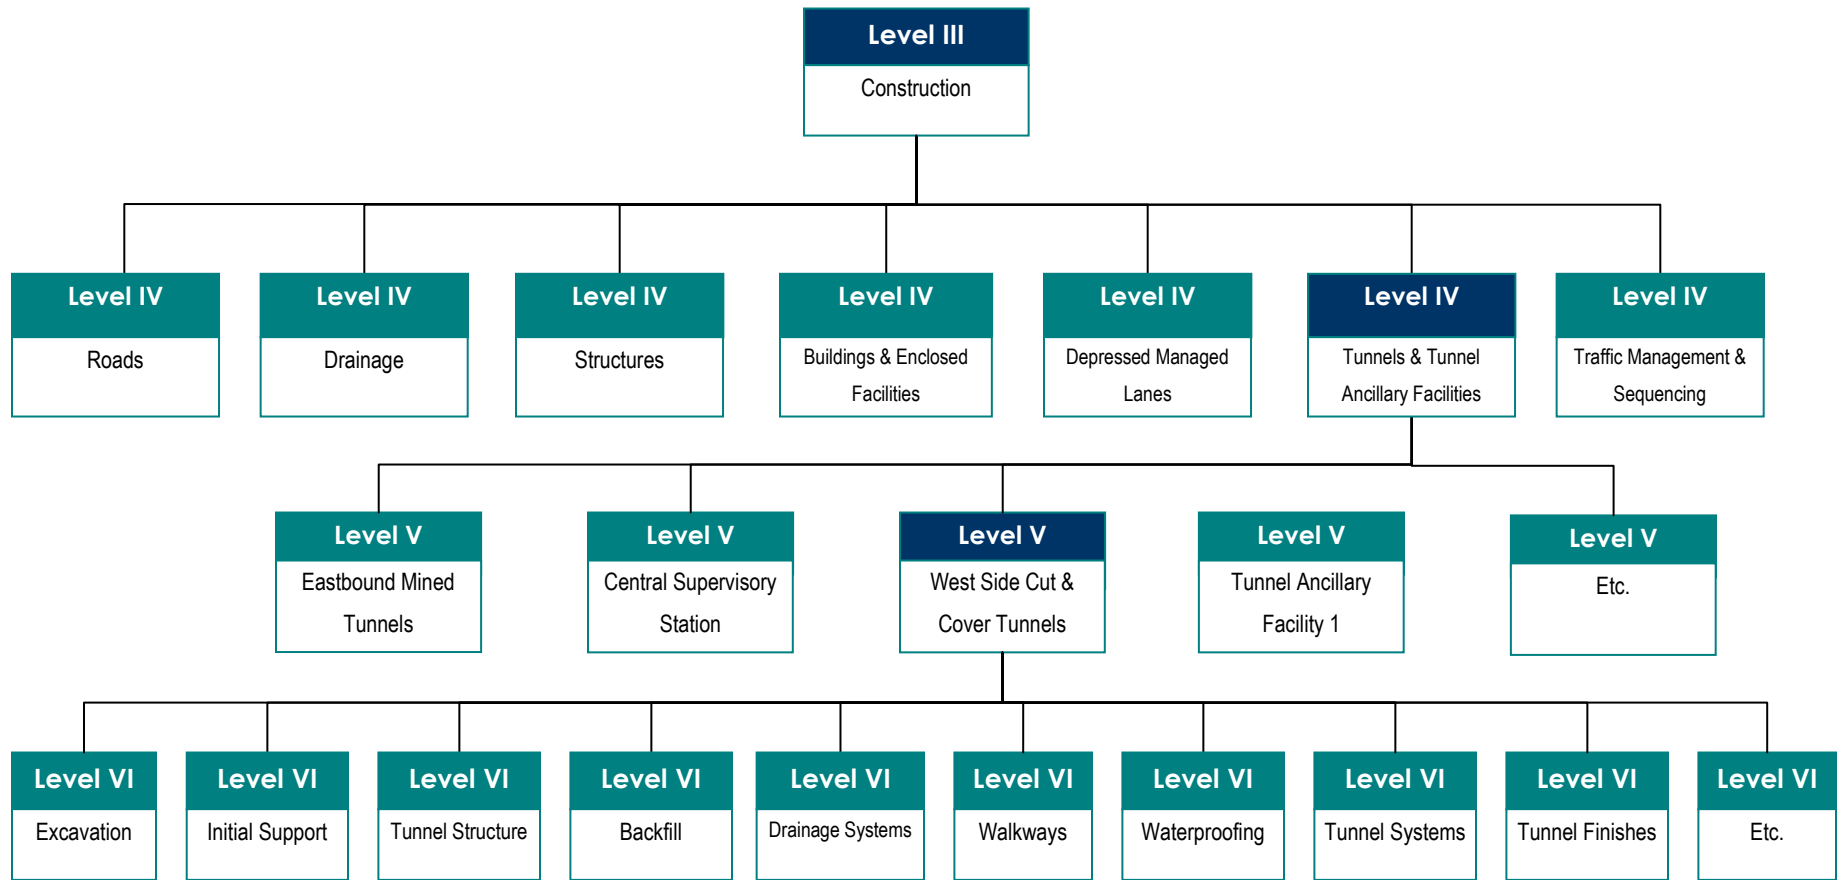 Level III
Construction
Level IV
Roads
Level IV
Drainage
Level IV
Structures
Level IV
Buildings & Enclosed
Facilities
Level IV
Depressed Managed
Lanes
Level IV
Tunnels & Tunnel
Ancillary Facilities
Level IV
Traffic Management &
Sequencing
Level V
Eastbound Mined
Tunnels
Level V
Central Supervisory
Station
Level V
West Side Cut &
Cover Tunnels
Level V
Tunnel Ancillary
Facility 1
Level V
Etc.
Level VI
Excavation
Level VI
Initial Support
Level VI
Tunnel Structure
Level VI
Backfill
Level VI
Drainage Systems
Level VI
Walkways
Level VI
Waterproofing
Level VI
Tunnel Systems
Level VI
Tunnel Finishes
Level VI
Etc.